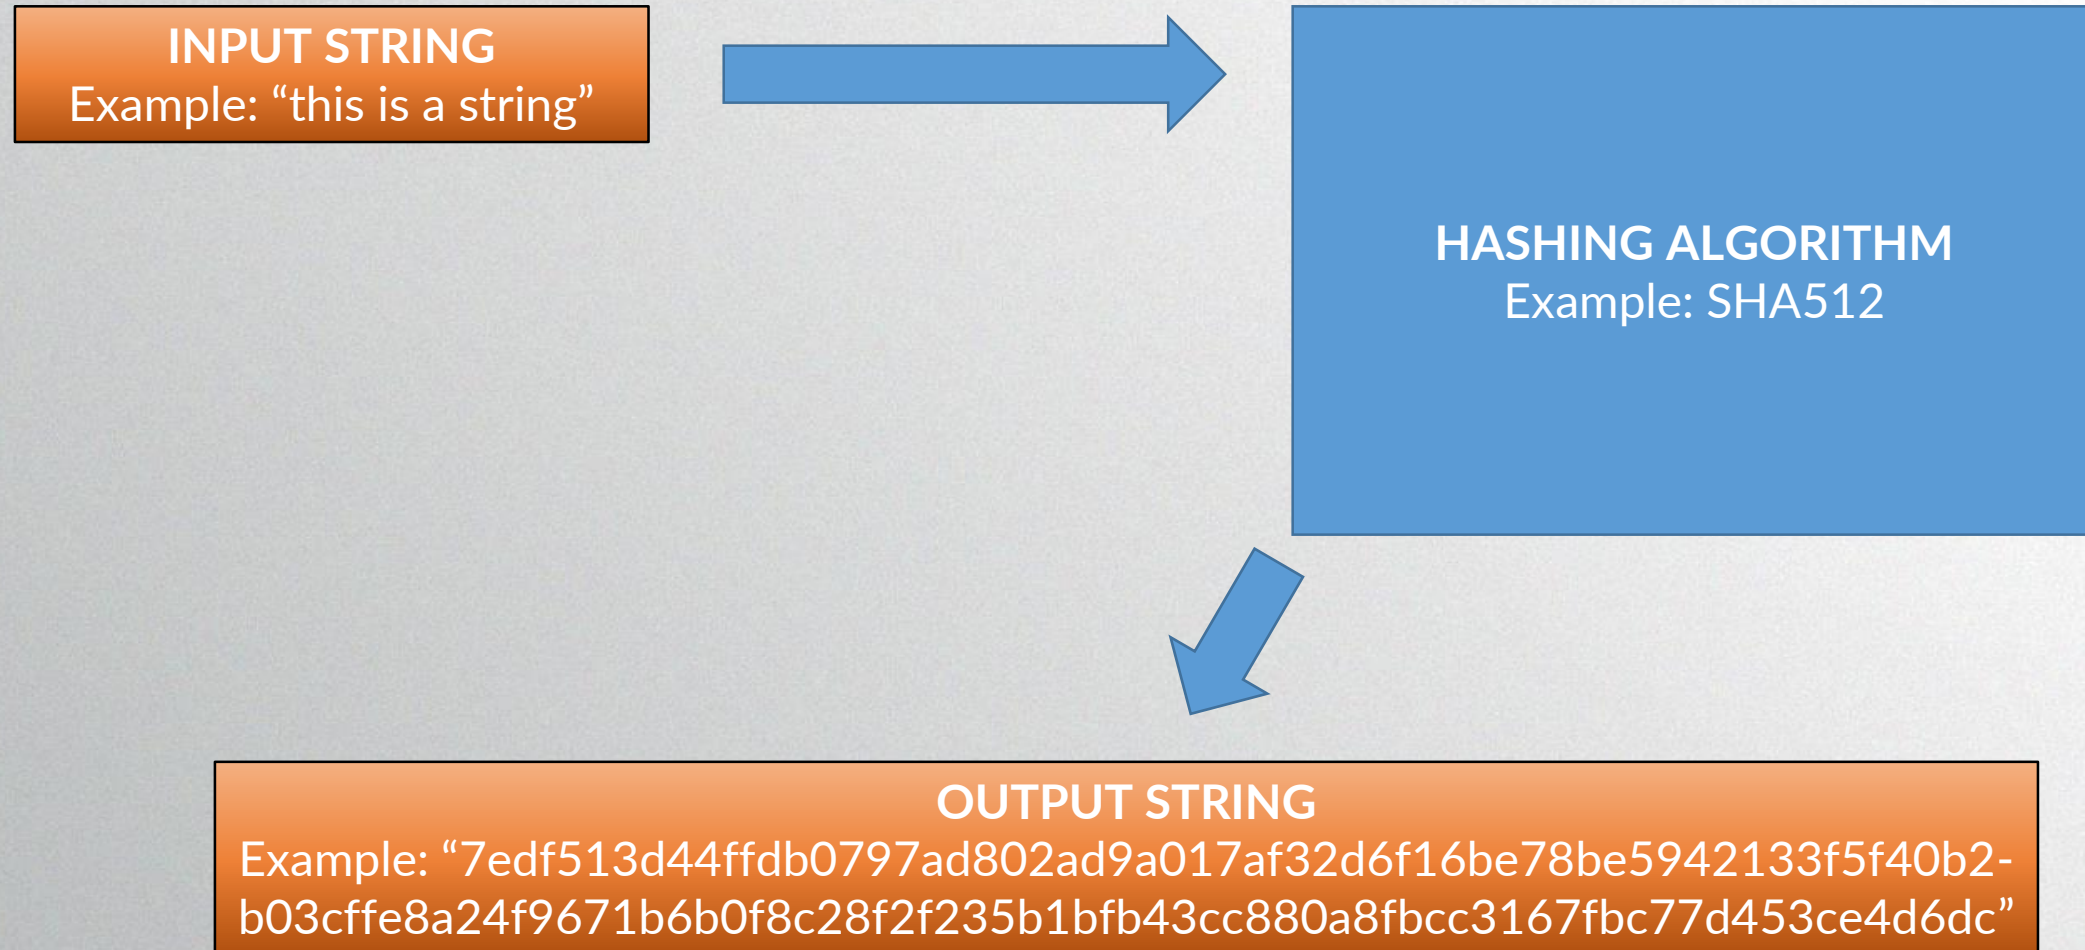 INPUT STRING
Example: “this is a string”
HASHING ALGORITHM
Example: SHA512
OUTPUT STRING
Example: “7edf513d44ffdb0797ad802ad9a017af32d6f16be78be5942133f5f40b2-
b03cffe8a24f9671b6b0f8c28f2f235b1bfb43cc880a8fbcc3167fbc77d453ce4d6dc”